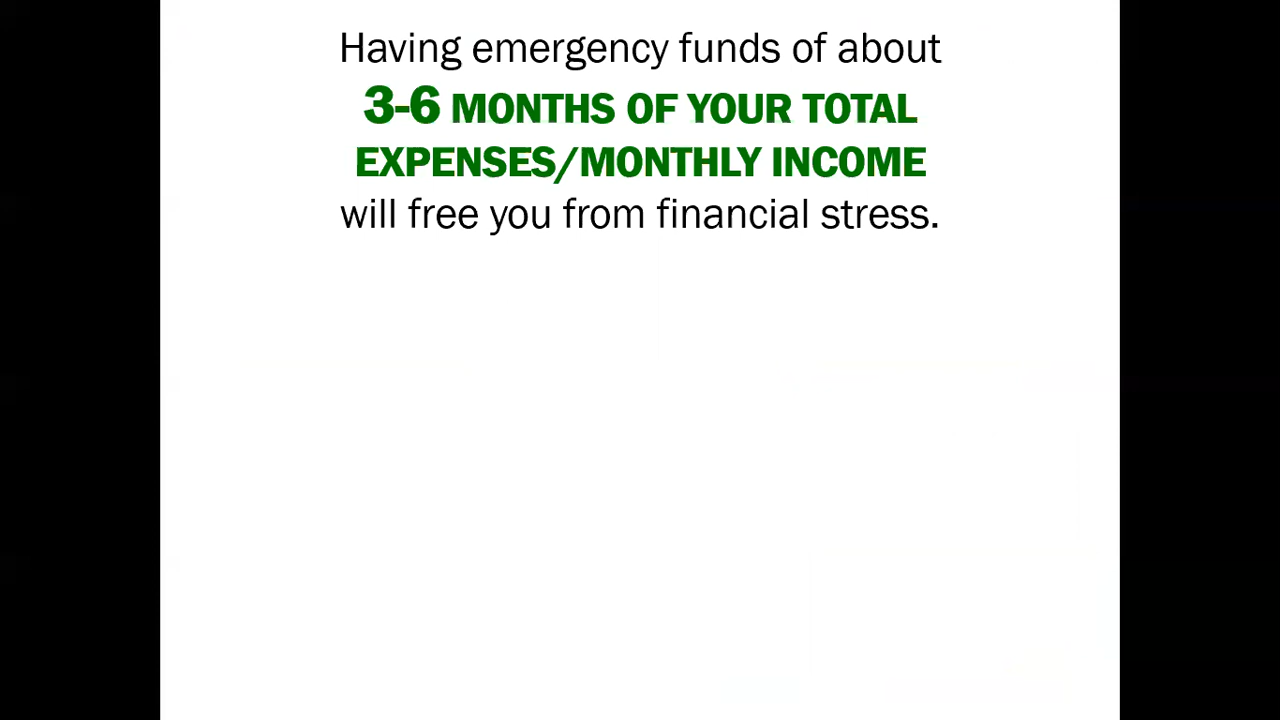 Having emergency funds of about
3-6 MONTHS OF YOUR TOTAL
EXPENSES/MONTHLY INCOME
will free you from financial stress.